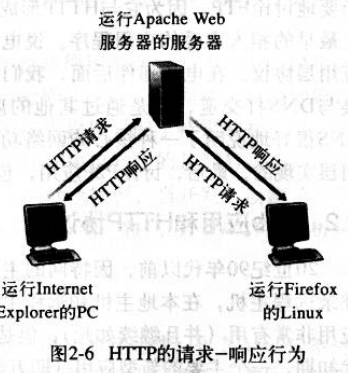 运行Apache Web
服务器的服务器
HTTP请求
HTTP响应
HTTP响应
HTTP请求
运行Internet
Explorer的PC
运行Firefox
的Linux
图2-6 HTTP的请求-响应行为